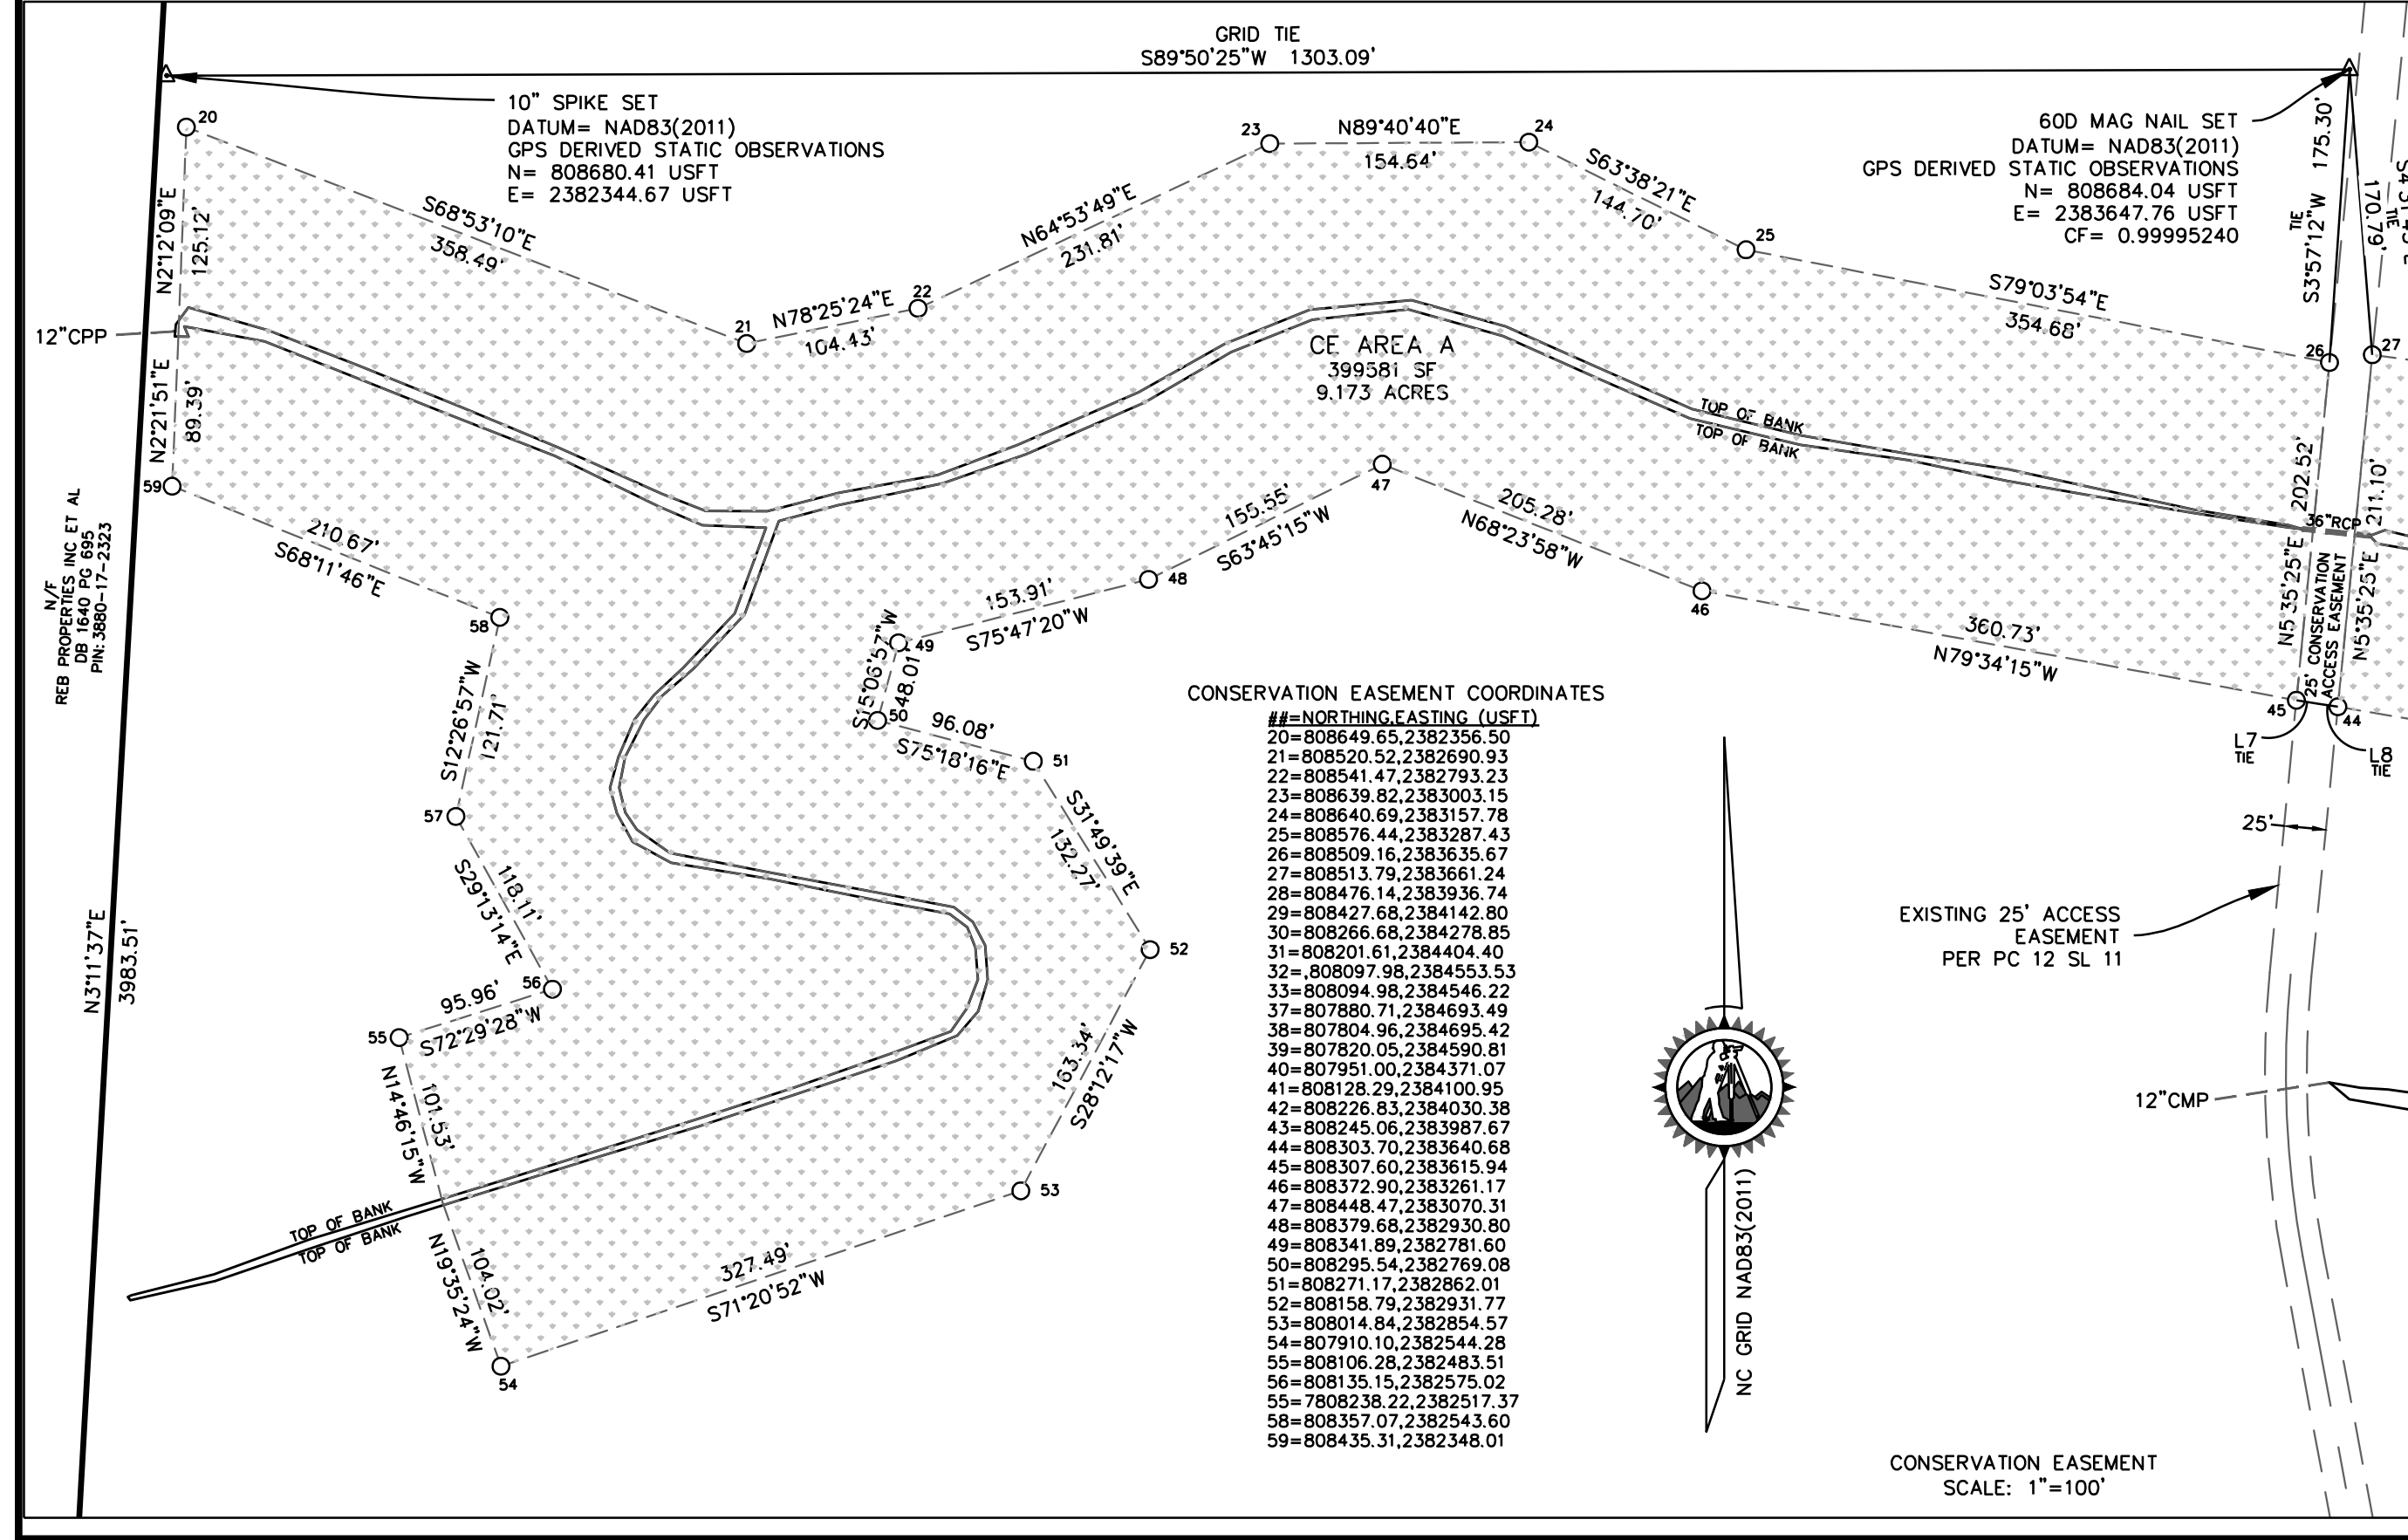 GRID TIE
S89°50'25"W 1303.09'
10" SPIKE SET
DATUM= NAD83(2011)
GPS DERIVED STATIC OBSERVATIONS
N= 808680.41 USFT
E= 2382344.67 USFT
60D MAG NAIL SET
DATUM= NAD83(2011)
GPS DERIVED STATIC OBSERVATIONS
N= 808684.04 USFT
E= 2383647.76 USFT
CF= 0.99995240
TIE
S3°57'12"W 175.30'
170.79'
TIE
20
N2°12'09"E
125.12'
S68°53'10"E
358.49'
21
N78°25'24"E
104.43'
22
N64°53'49"E
231.81'
23
N89°40'40"E
154.64'
24
S63°38'21"E
144.70'
25
S79°03'54"E
354.68'
26
27
12"CPP
N2°21'51"E
89.39'
59
CE AREA A
399581 SF
9.173 ACRES
TOP OF BANK
TOP OF BANK
36"RCP
N5°35'25"E 202.52'
25' CONSERVATION
ACCESS EASEMENT
N5°35'25"E 211.10'
N/F
REB PROPERTIES INC ET AL
DB 1640 PG 695
PIN:3880-17-2323
210.67'
S68°11'46"E
58
S12°26'57"W
121.71'
57
118.11'
S29°13'14"E
56
95.96'
S72°29'28"W
55
N14°46'15"W
101.53'
N19°35'24"W
104.02'
54
327.49'
S71°20'52"W
53
163.34'
S28°12'17"W
52
S31°49'39"E
132.27'
51
96.08'
S75°18'16"E
50
S15°06'57"W
48.01'
49
153.91'
S75°47'20"W
48
155.55'
S63°45'15"W
47
205.28'
N68°23'58"W
46
360.73'
N79°34'15"W
45
44
L7
TIE
L8
TIE
25'
N3°11'37"E
3983.51'
TOP OF BANK
TOP OF BANK
CONSERVATION EASEMENT COORDINATES
##=NORTHING,EASTING (USFT)
20=808649.65,2382356.50
21=808520.52,2382690.93
22=808541.47,2382793.23
23=808639.82,2383003.15
24=808640.69,2383157.78
25=808576.44,2383287.43
26=808509.16,2383635.67
27=808513.79,2383661.24
28=808476.14,2383936.74
29=808427.68,2384142.80
30=808266.68,2384278.85
31=808201.61,2384404.40
32=,808097.98,2384553.53
33=808094.98,2384546.22
37=807880.71,2384693.49
38=807804.96,2384695.42
39=807820.05,2384590.81
40=807951.00,2384371.07
41=808128.29,2384100.95
42=808226.83,2384030.38
43=808245.06,2383987.67
44=808303.70,2383640.68
45=808307.60,2383615.94
46=808372.90,2383261.17
47=808448.47,2383070.31
48=808379.68,2382930.80
49=808341.89,2382781.60
50=808295.54,2382769.08
51=808271.17,2382862.01
52=808158.79,2382931.77
53=808014.84,2382854.57
54=807910.10,2382544.28
55=808106.28,2382483.51
56=808135.15,2382575.02
55=7808238.22,2382517.37
58=808357.07,2382543.60
59=808435.31,2382348.01
NC GRID NAD83(2011)
EXISTING 25' ACCESS
EASEMENT
PER PC 12 SL 11
12"CMP
CONSERVATION EASEMENT
SCALE: 1"=100'